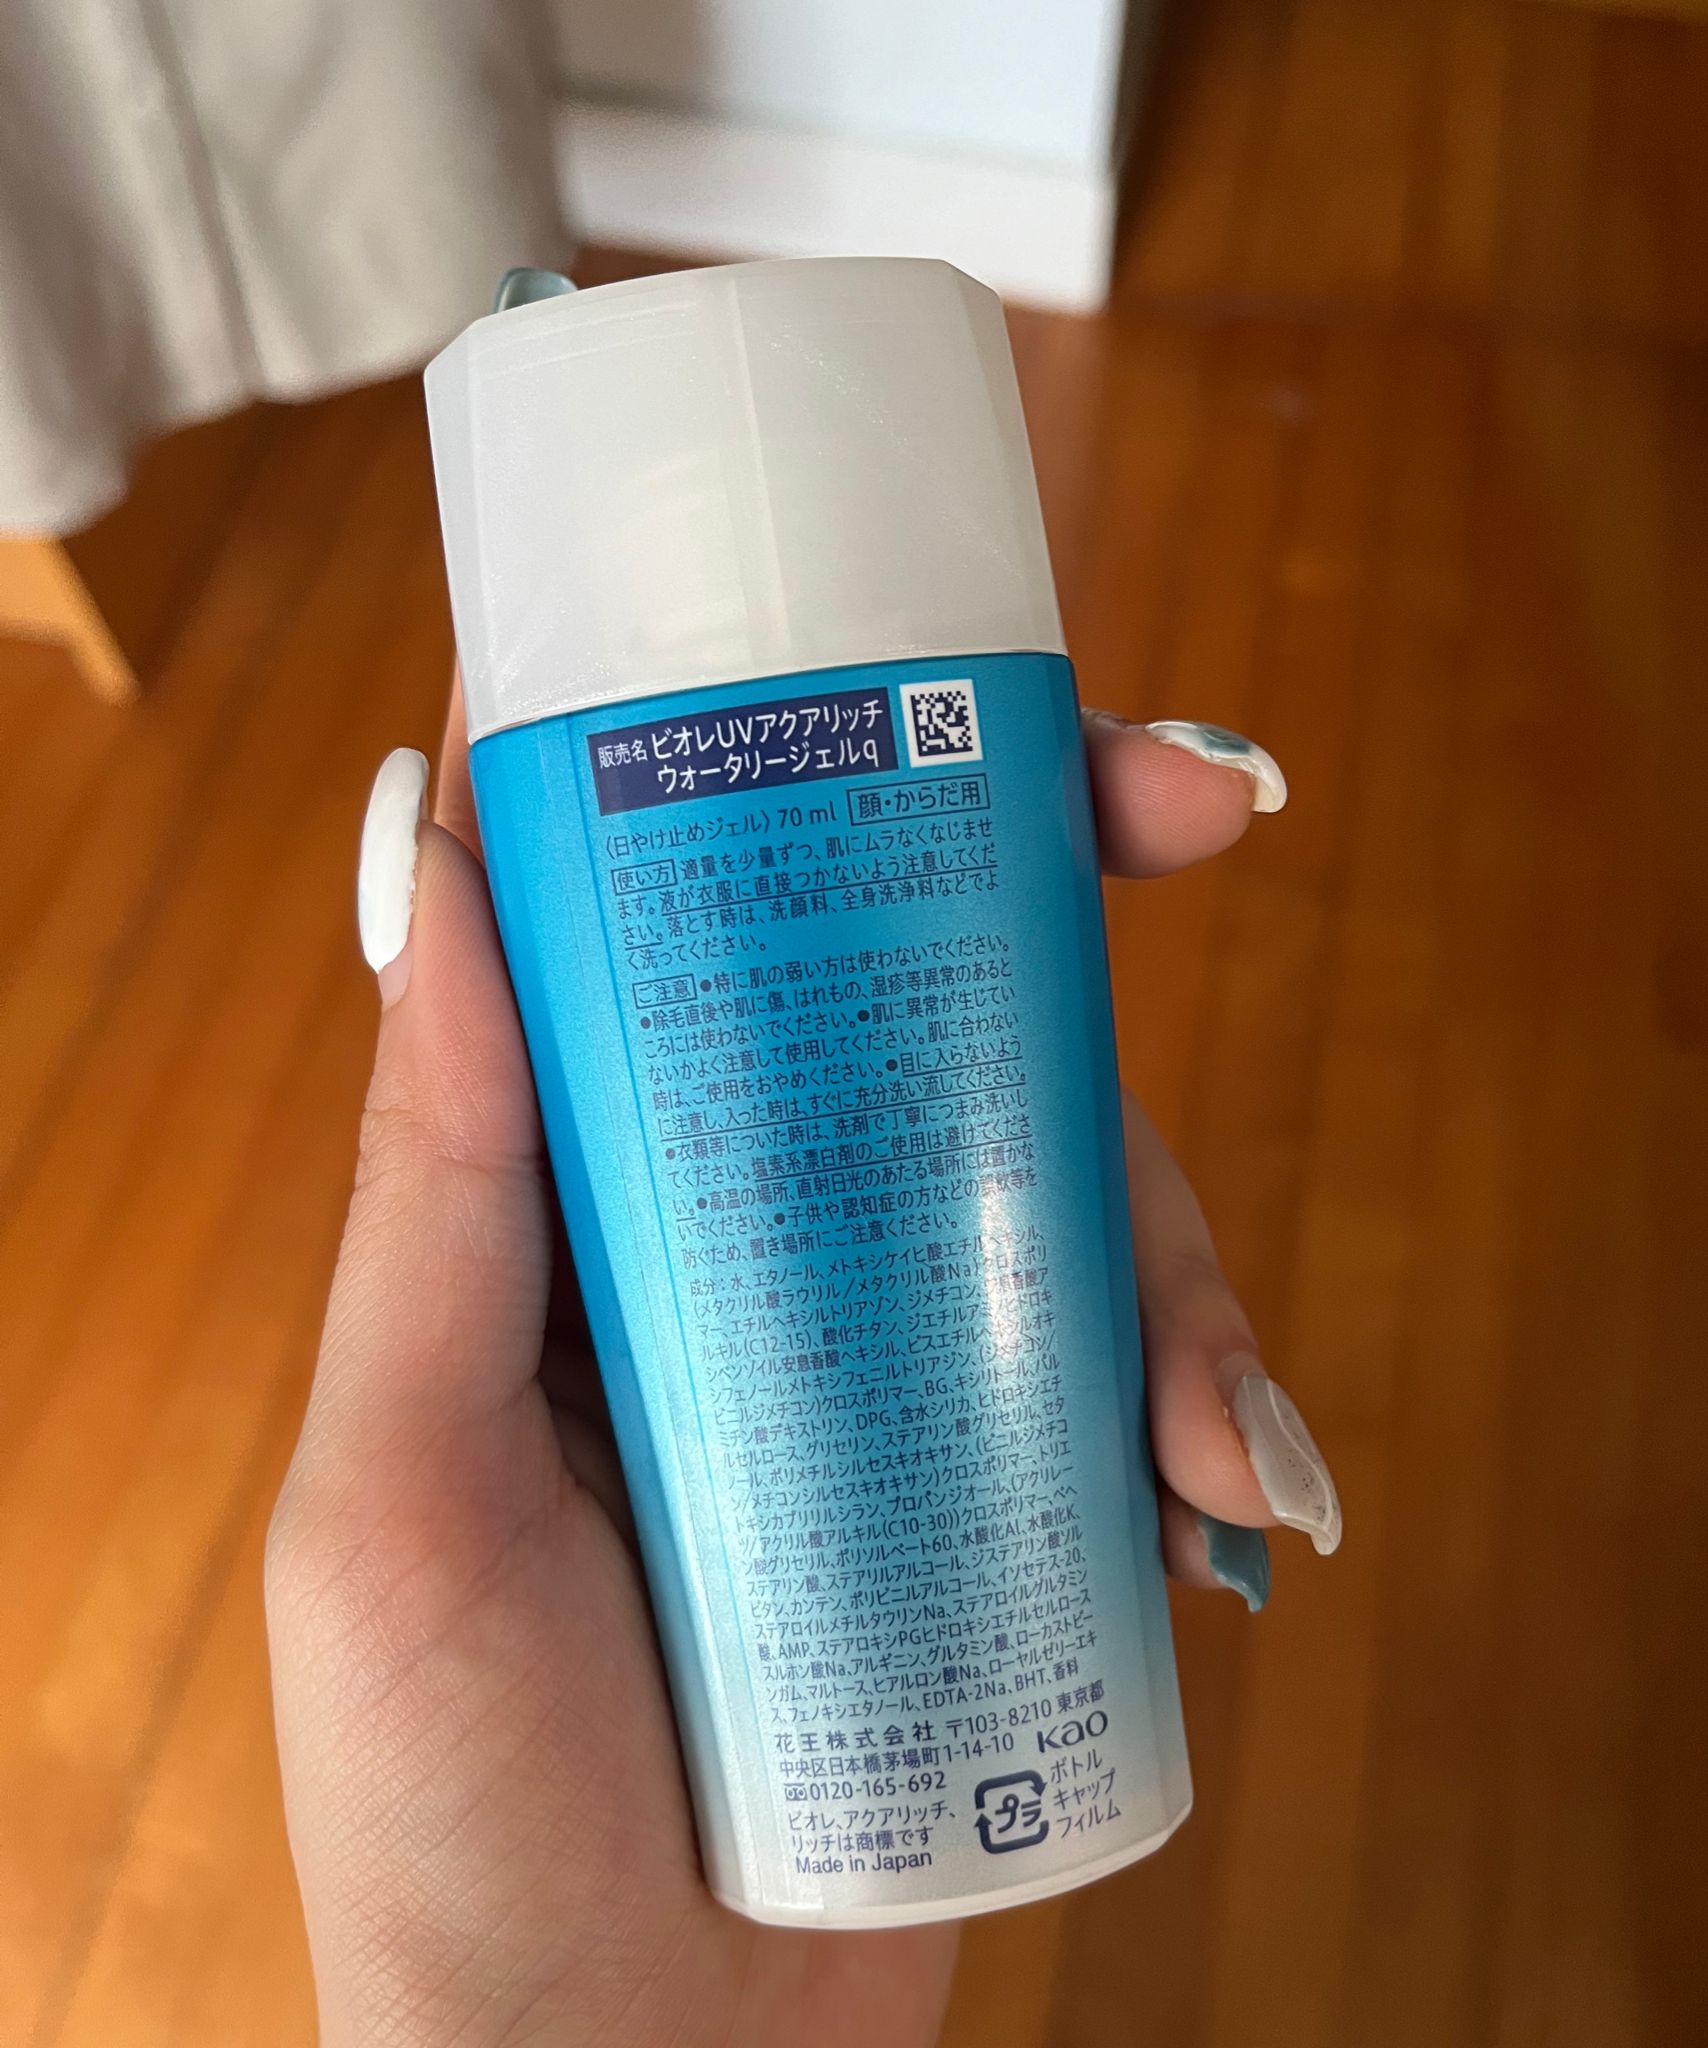 販売名 ビオレUVアクアリッチ
ウォータリージェルq
〈日やけ止めジェル〉70 ml 顔・からだ用
使い方 適量を少量ずつ、肌にムラなくなじませ
ます。液が衣服に直接つかないよう注意してくだ
さい。落とす時は、洗顔料、全身洗浄料などでよ
く洗ってください。
ご注意 ●特に肌の弱い方は使わないでください。
●除毛直後や肌に傷、はれもの、湿疹等異常のあると
ころには使わないでください。●肌に異常が生じてい
ないかよく注意して使用してください。肌に合わない
時は、ご使用をおやめください。●目に入らないよう
に注意し、入った時は、すぐに充分洗い流してください。
●衣類等についた時は、洗剤で丁寧につまみ洗いし
てください。塩素系漂白剤のご使用は避けてくださ
い。●高温の場所、直射日光のあたる場所には置かな
いでください。●子供や認知症の方などの誤飲等を
防ぐため、置き場所にご注意ください。
成分：水、エタノール、メトキシケイヒ酸エチルヘキシル、
(メタクリル酸ラウリル/メタクリル酸Na)クロスポリ
マー、エチルヘキシルトリアゾン、ジメチコン、安息香酸ア
ルキル(C12-15)、酸化チタン、ジエチルアミノヒドロキ
シベンゾイル安息香酸ヘキシル、ビスエチルヘキシルオキ
シフェノールメトキシフェニルトリアジン、(ジメチコン/
ビニルジメチコン)クロスポリマー、BG、キシリトール、パル
ミチン酸デキストリン、DPG、含水シリカ、ヒドロキシエチ
ルセルロース、グリセリン、ステアリン酸グリセリル、セタ
ノール、ポリメチルシルセスキオキサン、(ビニルジメチコ
ン/メチコンシルセスキオキサン)クロスポリマー、トリエ
トキシカプリリルシラン、プロパンジオール、(アクリレー
ツ/アクリル酸アルキル(C10-30))クロスポリマー、ベヘ
ン酸グリセリル、ポリソルベート60、水酸化Al、水酸化K、
ステアリン酸、ステアリルアルコール、ジステアリン酸ソル
ビタン、カンテン、ポリビニルアルコール、イソセテス-20、
ステアロイルメチルタウリンNa、ステアロイルグルタミン
酸、AMP、ステアロキシPGヒドロキシエチルセルロース
スルホン酸Na、アルギニン、グルタミン酸、ローカストビー
ンガム、マルトース、ヒアルロン酸Na、ローヤルゼリーエキ
ス、フェノキシエタノール、EDTA-2Na、BHT、香料
花王株式会社 〒103-8210 東京都
中央区日本橋茅場町1-14-10 Kao
0120-165-692
ビオレ、アクアリッチ、
リッチは商標です
Made in Japan
プラ
ボトル
キャップ
フィルム